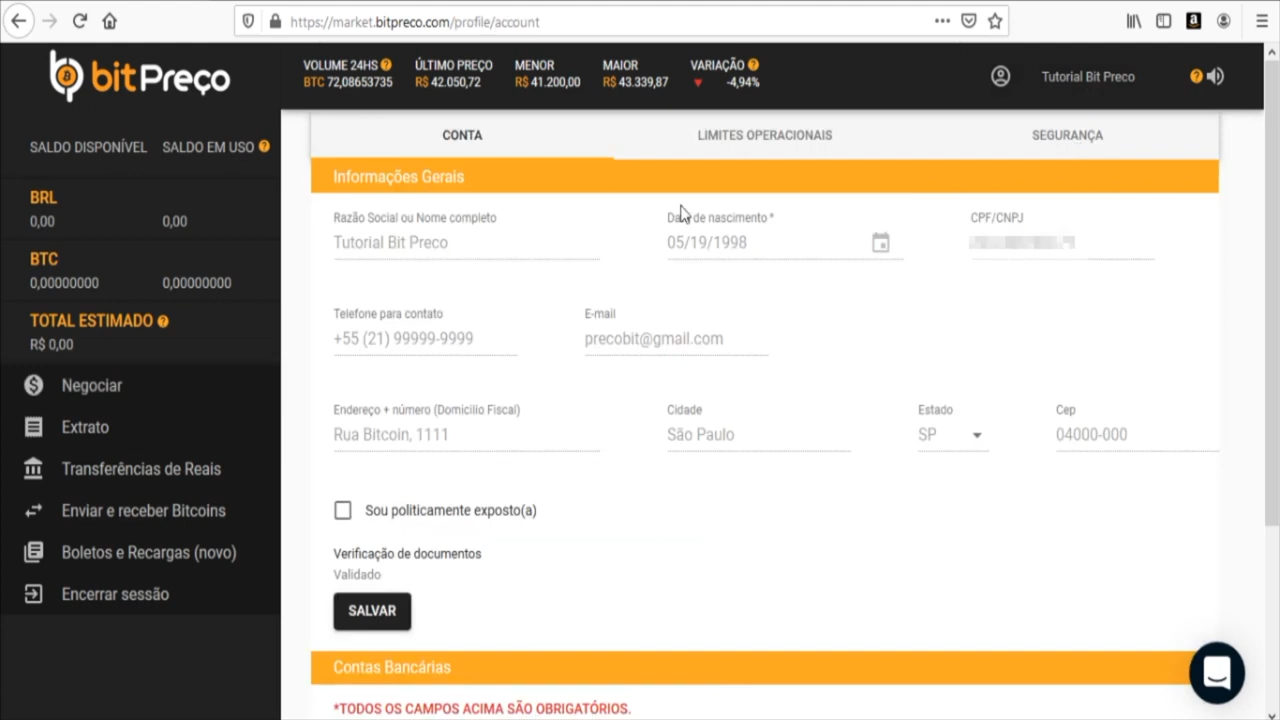 https://market.bitpreco.com/profile/account
bitPreço
VOLUME 24HS ÚLTIMO PREÇO MENOR MAIOR VARIAÇÃO
BTC 72,08653735 R$ 42.050,72 R$ 41.200,00 R$ 43.339,87 -4,94%
Tutorial Bit Preco
SALDO DISPONÍVEL SALDO EM USO
BRL
0,00 0,00
BTC
0,00000000 0,00000000
TOTAL ESTIMADO
R$ 0,00
Negociar
Extrato
Transferências de Reais
Enviar e receber Bitcoins
Boletos e Recargas (novo)
Encerrar sessão
CONTA LIMITES OPERACIONAIS SEGURANÇA
Informações Gerais
Razão Social ou Nome completo de nascimento * CPF/CNPJ
Tutorial Bit Preco 05/19/1998
Telefone para contato E-mail
+55 (21) 99999-9999 precobit@gmail.com
Endereço + número (Domicilio Fiscal) Cidade Estado Cep
Rua Bitcoin, 1111 São Paulo SP 04000-000
Sou politicamente exposto(a)
Verificação de documentos
Validado
SALVAR
Contas Bancárias
*TODOS OS CAMPOS ACIMA SÃO OBRIGATÓRIOS.